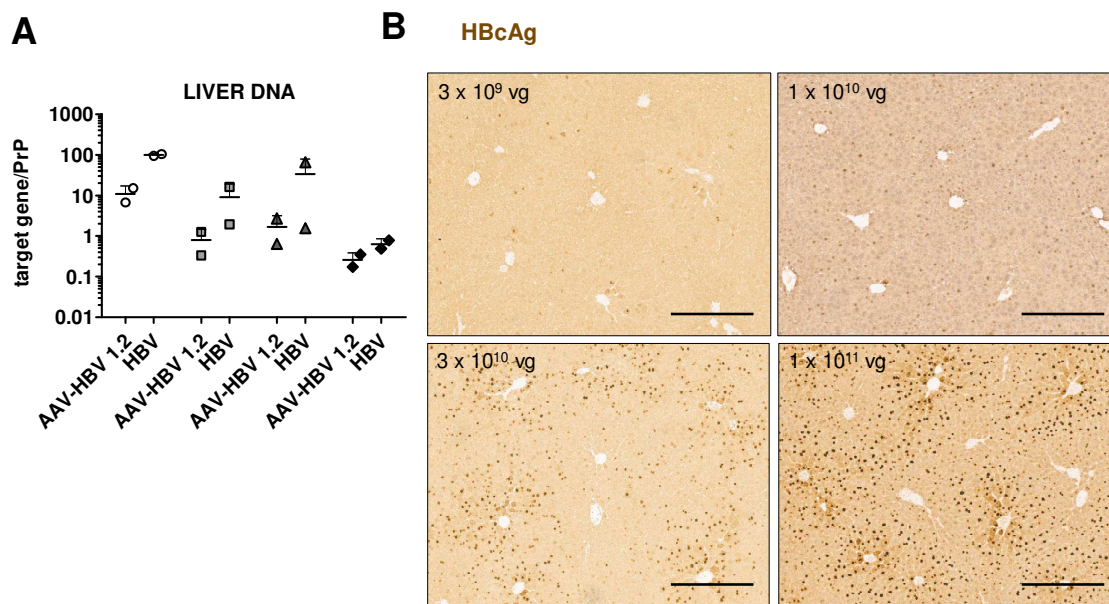 A
LIVER DNA
target gene/PrP
1000
100
10
1
0.1
0.01
AAV-HBV 1.2
HBV
AAV-HBV 1.2
HBV
AAV-HBV 1.2
HBV
AAV-HBV 1.2
HBV
B
HBcAg
3 x 10⁹ vg
1 x 10¹⁰ vg
3 x 10¹⁰ vg
1 x 10¹¹ vg